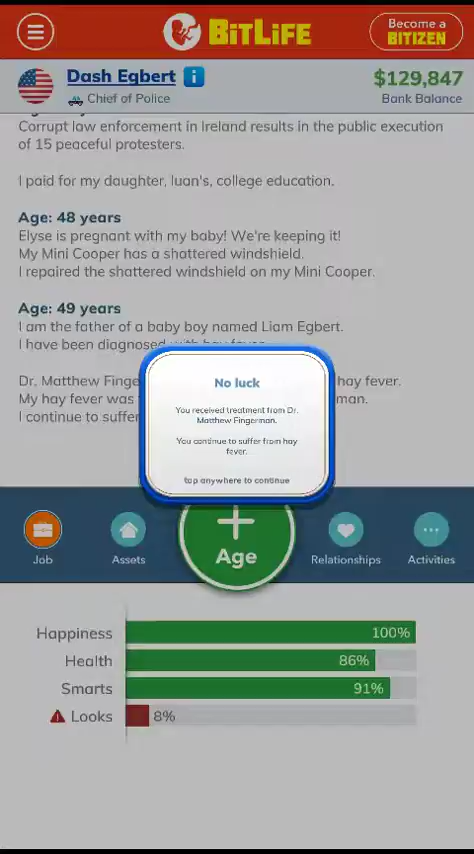 BITLIFE
Become a
BITIZEN
Dash Egbert i
$129,847
Chief of Police
Bank Balance
Corrupt law enforcement in Ireland results in the public execution
of 15 peaceful protesters.
I paid for my daughter, Iuan's, college education.
Age: 48 years
Elyse is pregnant with my baby! We're keeping it!
My Mini Cooper has a shattered windshield.
I repaired the shattered windshield on my Mini Cooper.
Age: 49 years
I am the father of a baby boy named Liam Egbert.
I have been diagnosed with hay fever.
Dr. Matthew Finge hay fever.
My hay fever was man.
I continue to suffer
No luck
You received treatment from Dr.
Matthew Fingerman.
You continue to suffer from hay
fever.
tap anywhere to continue
Job
Assets
Age
Relationships
Activities
Happiness 100%
Health 86%
Smarts 91%
Looks 8%